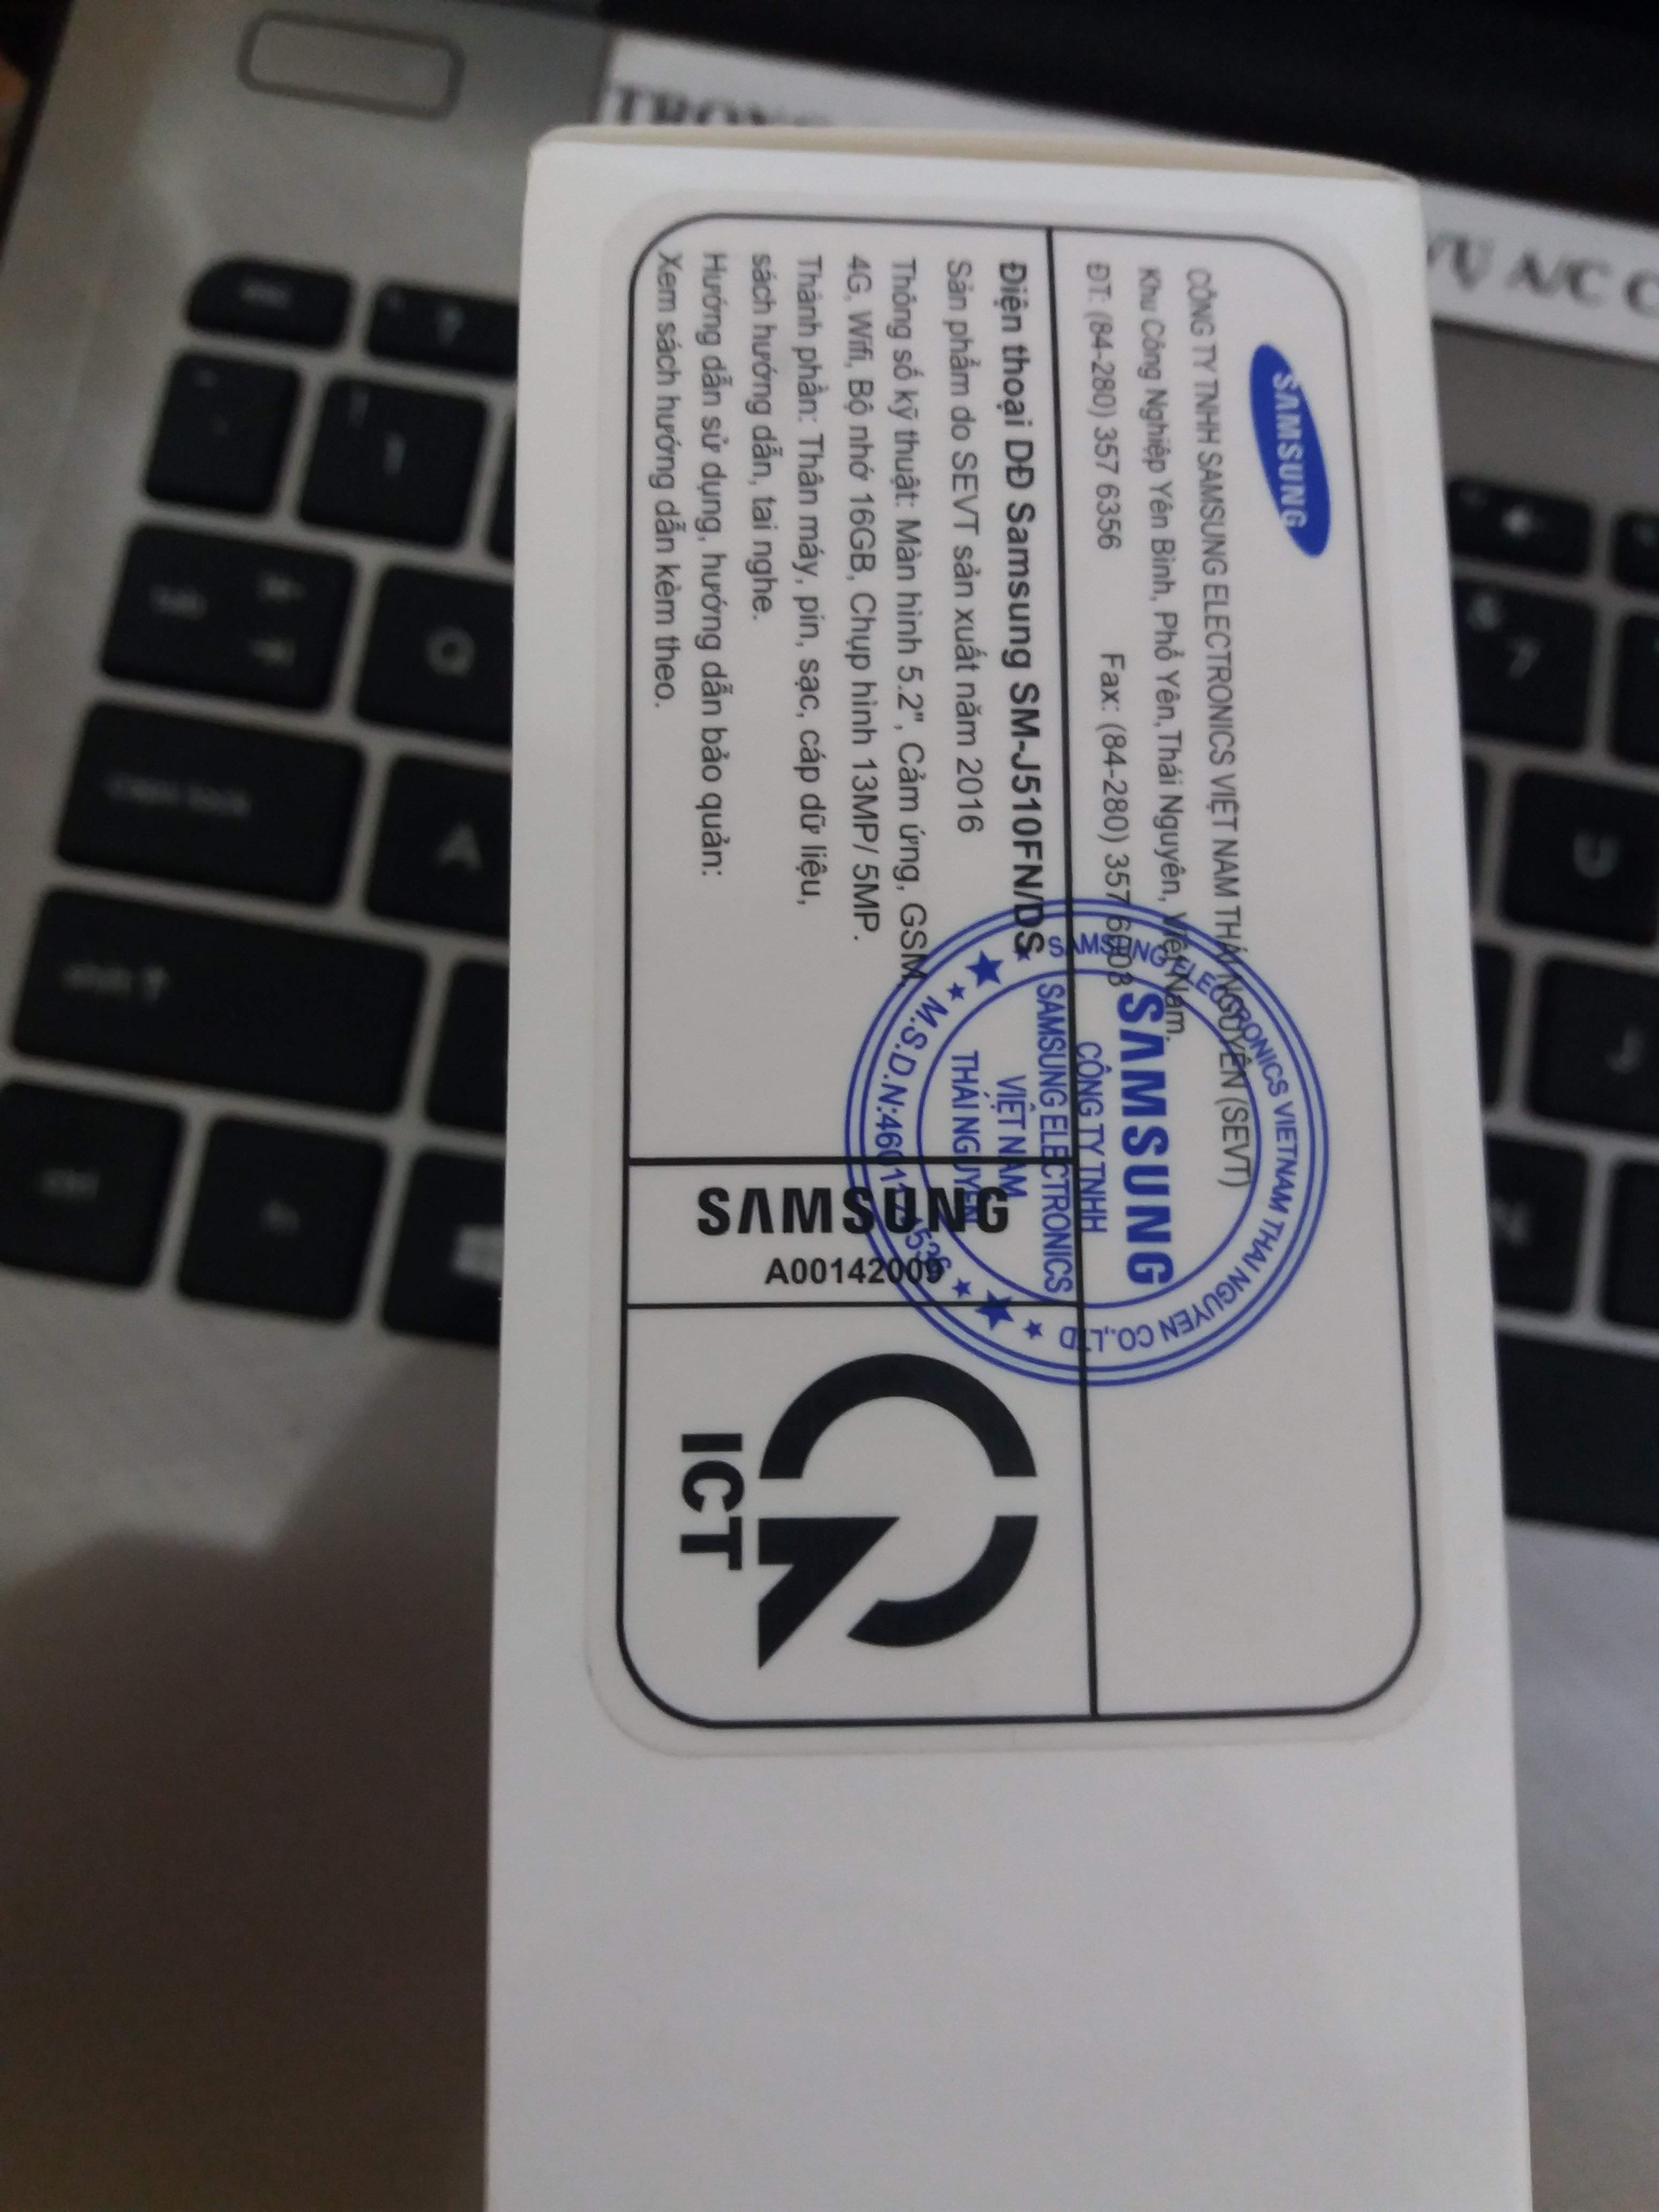 SAMSUNG
CÔNG TY TNHH SAMSUNG ELECTRONICS VIỆT NAM THÁI NGUYÊN (SEVT)
Khu Công Nghiệp Yên Bình, Phổ Yên, Thái Nguyên, Việt Nam.
ĐT: (84-280) 357 6356 Fax: (84-280) 357 6003
Điện thoại DĐ Samsung SM-J510FN/DS
Sản phẩm do SEVT sản xuất năm 2016
Thông số kỹ thuật: Màn hình 5.2", Cảm ứng, GSM,
4G, Wifi, Bộ nhớ 16GB, Chụp hình 13MP/ 5MP.
Thành phần: Thân máy, pin, sạc, cáp dữ liệu,
sách hướng dẫn, tai nghe.
Hướng dẫn sử dụng, hướng dẫn bảo quản:
Xem sách hướng dẫn kèm theo.
SAMSUNG ELECTRONICS VIETNAM THAI NGUYEN CO.,LTD
SAMSUNG
CÔNG TY TNHH
SAMSUNG ELECTRONICS
VIỆT NAM
THÁI NGUYÊN
M.S.D.N:
SAMSUNG
A00142009
ICT
VỤ A/C C
Q
caps lock
A
shift
7
J
N